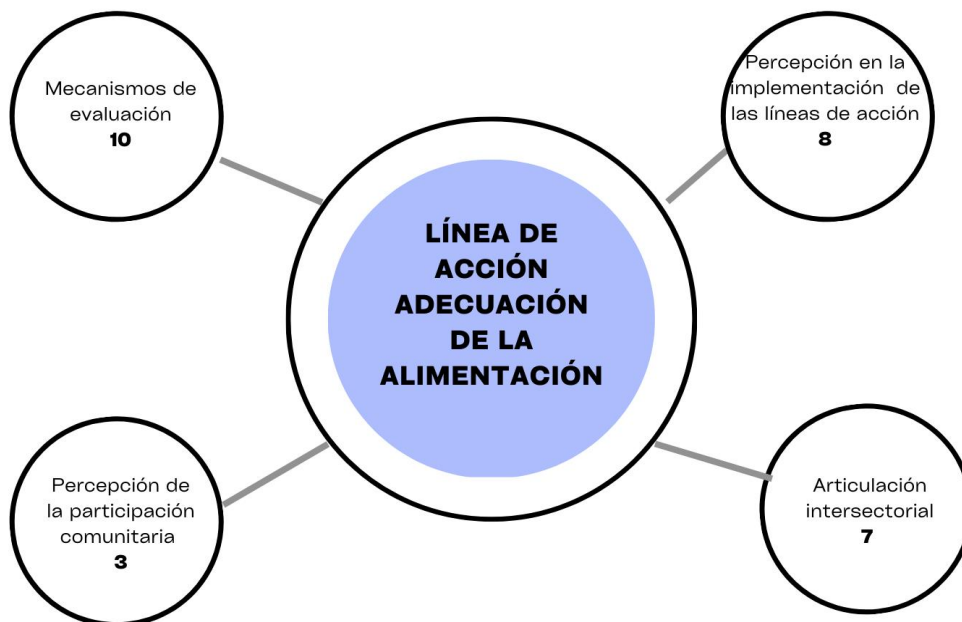 Mecanismos de
evaluación
10
Percepción en la
implementación de
las líneas de acción
8
LÍNEA DE
ACCIÓN
ADECUACIÓN
DE LA
ALIMENTACIÓN
Percepción de
la participación
comunitaria
3
Articulación
intersectorial
7